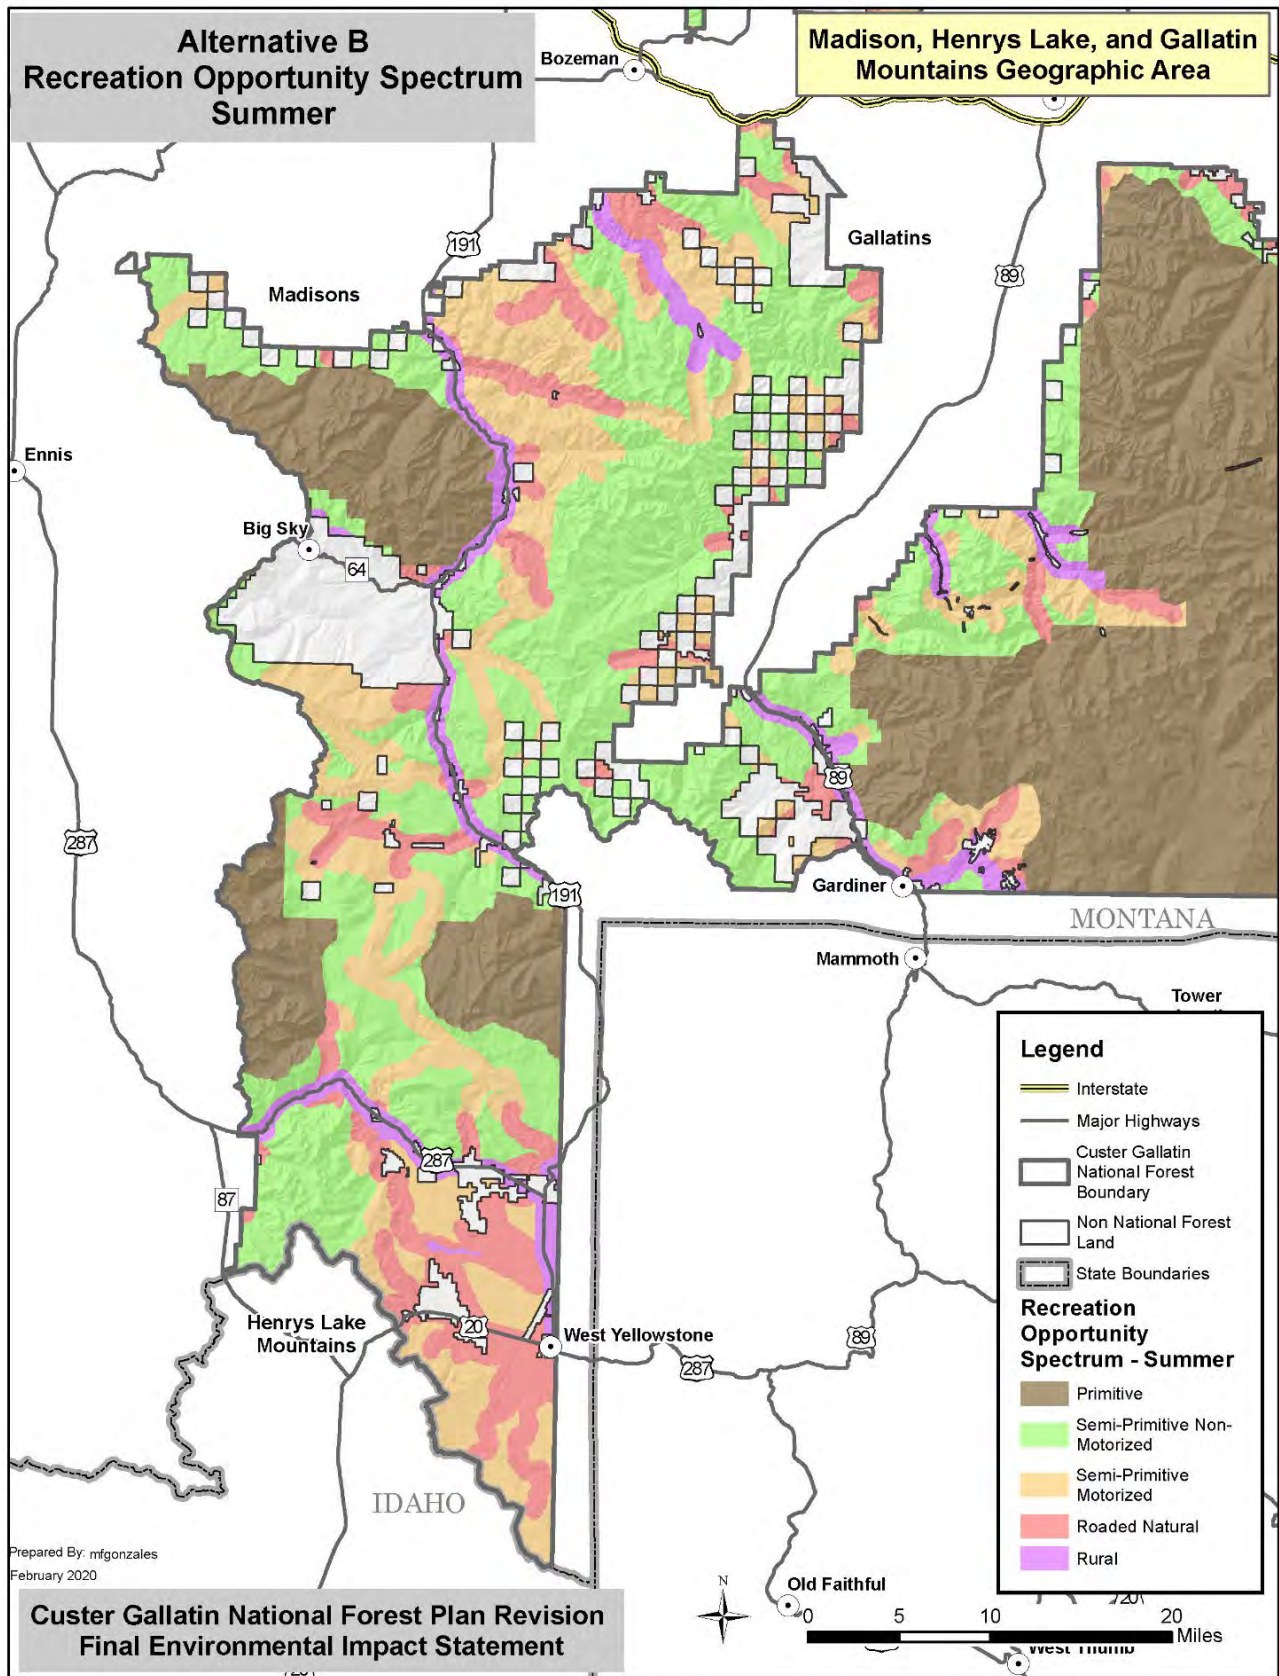 Alternative B
Recreation Opportunity Spectrum
Summer
Madison, Henrys Lake, and Gallatin
Mountains Geographic Area
Bozeman
191
Gallatins
89
Madisons
Ennis
Big Sky
64
287
89
Gardiner
191
MONTANA
Mammoth
Tower
287
87
Henrys Lake
Mountains
20
West Yellowstone
287
89
IDAHO
Old Faithful
West Thumb
Legend
Interstate
Major Highways
Custer Gallatin
National Forest
Boundary
Non National Forest
Land
State Boundaries
Recreation
Opportunity
Spectrum - Summer
Primitive
Semi-Primitive Non-
Motorized
Semi-Primitive
Motorized
Roaded Natural
Rural
Prepared By: mfgonzales
February 2020
Custer Gallatin National Forest Plan Revision
Final Environmental Impact Statement
N
0 5 10 20
Miles
20